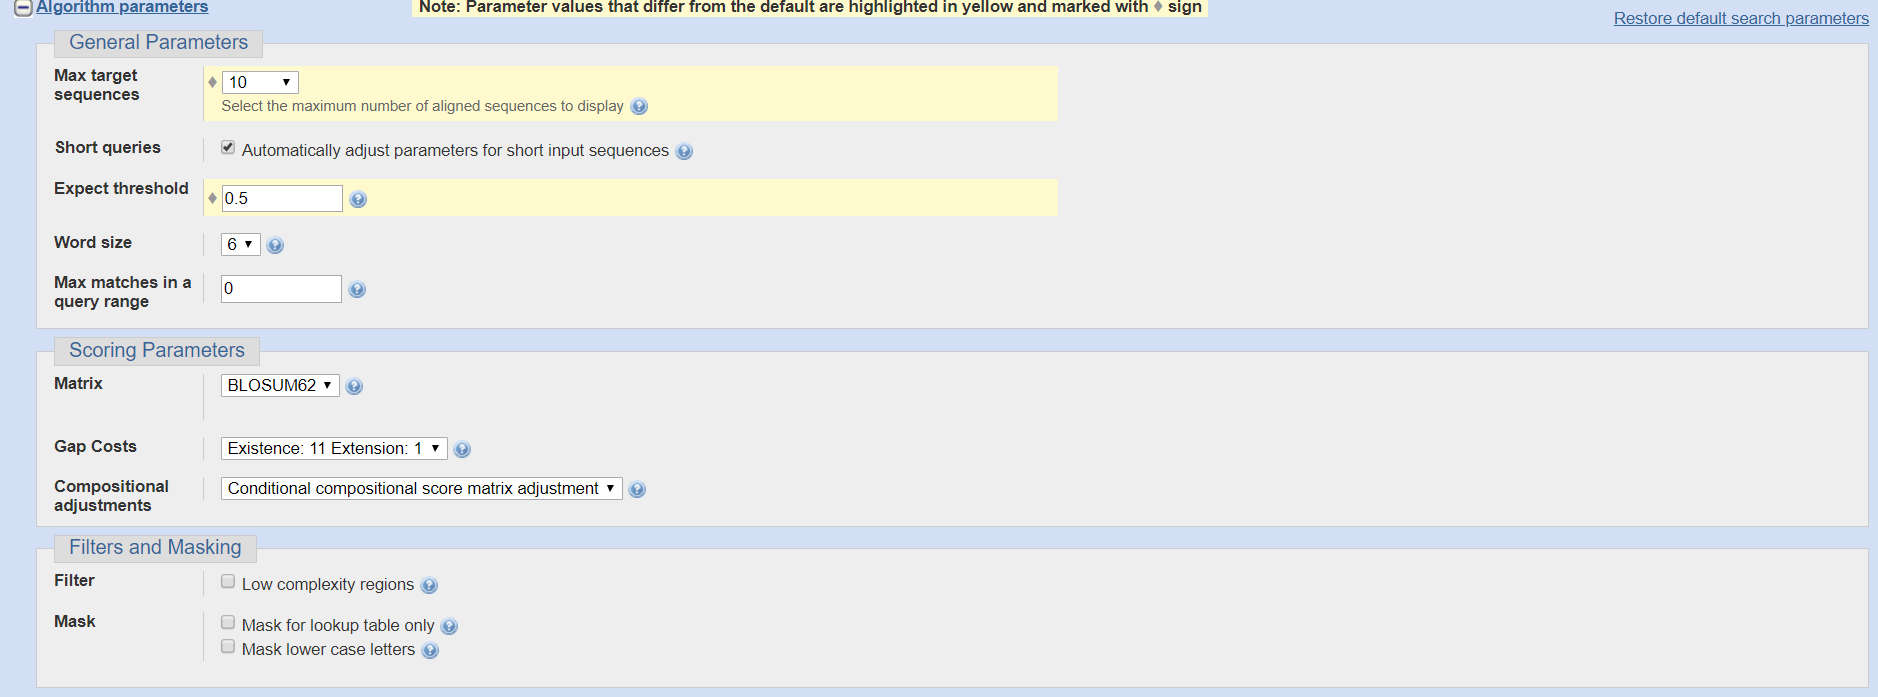 Algorithm parameters
Note: Parameter values that differ from the default are highlighted in yellow and marked with ♦ sign
Restore default search parameters
General Parameters
Max target
sequences
♦ 10
Select the maximum number of aligned sequences to display
Short queries
Automatically adjust parameters for short input sequences
Expect threshold
♦ 0.5
Word size
6
Max matches in a
query range
0
Scoring Parameters
Matrix
BLOSUM62
Gap Costs
Existence: 11 Extension: 1
Compositional
adjustments
Conditional compositional score matrix adjustment
Filters and Masking
Filter
Low complexity regions
Mask
Mask for lookup table only
Mask lower case letters